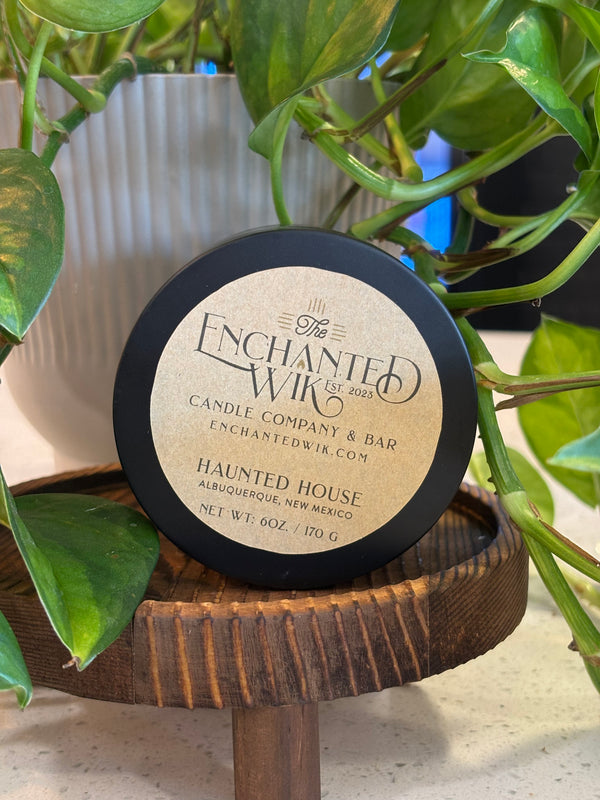 The
ENCHANTED
WIK
EST. 2023
CANDLE COMPANY & BAR
ENCHANTEDWIK.COM
HAUNTED HOUSE
ALBUQUERQUE, NEW MEXICO
NET WT: 6OZ. / 170 G